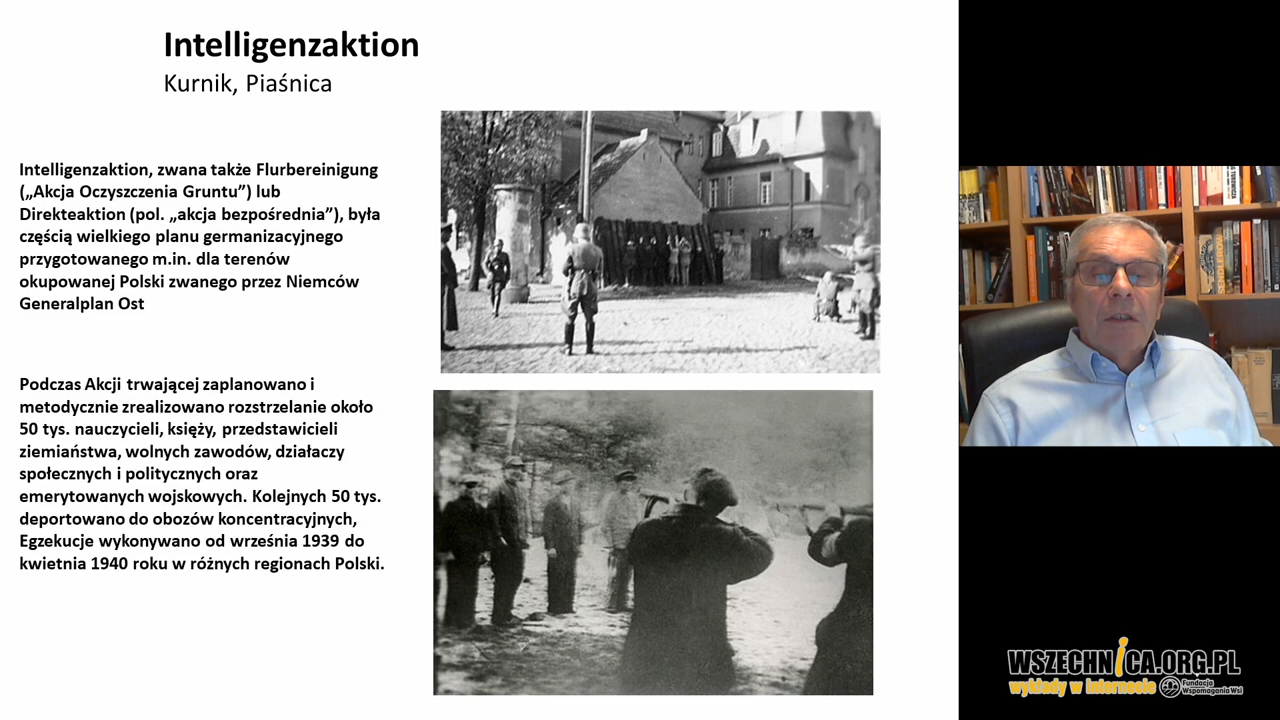 Intelligenzaktion
Kurnik, Piaśnica
Intelligenzaktion, zwana także Flurbereinigung
(„Akcja Oczyszczenia Gruntu”) lub
Direkteaktion (pol. „akcja bezpośrednia”), była
częścią wielkiego planu germanizacyjnego
przygotowanego m.in. dla terenów
okupowanej Polski zwanego przez Niemców
Generalplan Ost
Podczas Akcji trwającej zaplanowano i
metodycznie zrealizowano rozstrzelanie około
50 tys. nauczycieli, księży, przedstawicieli
ziemiaństwa, wolnych zawodów, działaczy
społecznych i politycznych oraz
emerytowanych wojskowych. Kolejnych 50 tys.
deportowano do obozów koncentracyjnych,
Egzekucje wykonywano od września 1939 do
kwietnia 1940 roku w różnych regionach Polski.
WSZECHNICA.ORG.PL
wykłady w internecie
Fundacja
Wspomagania Wsi